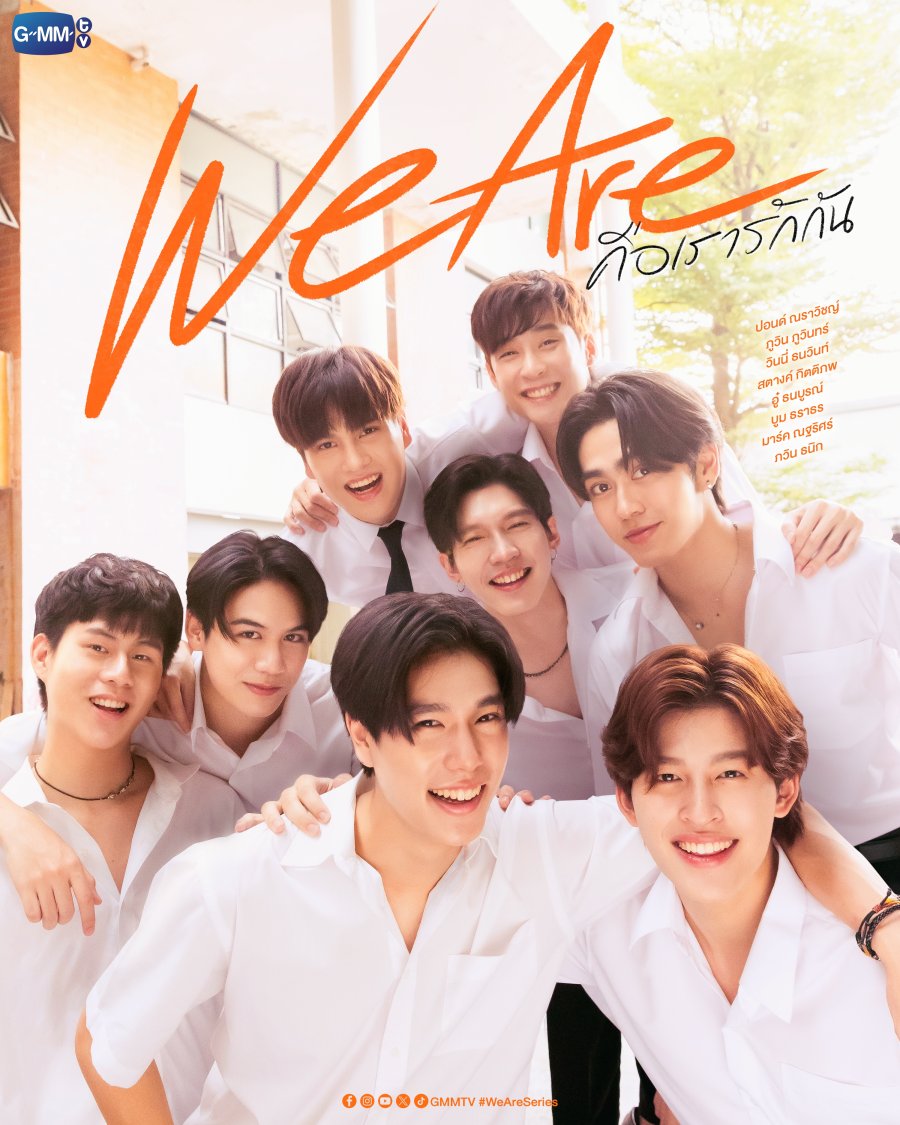 GMMTV
We Are
คือเรารักกัน
ปอนด์ ณราวิชญ์
ภูวิน ภูวินทร์
วินนี่ ธนวินท์
สตางค์ กิตติภพ
อู๋ ธนบูรณ์
บูม ธราธร
มาร์ค ณฐริศร์
ภวิน ธนิก
GMMTV #WeAreSeries